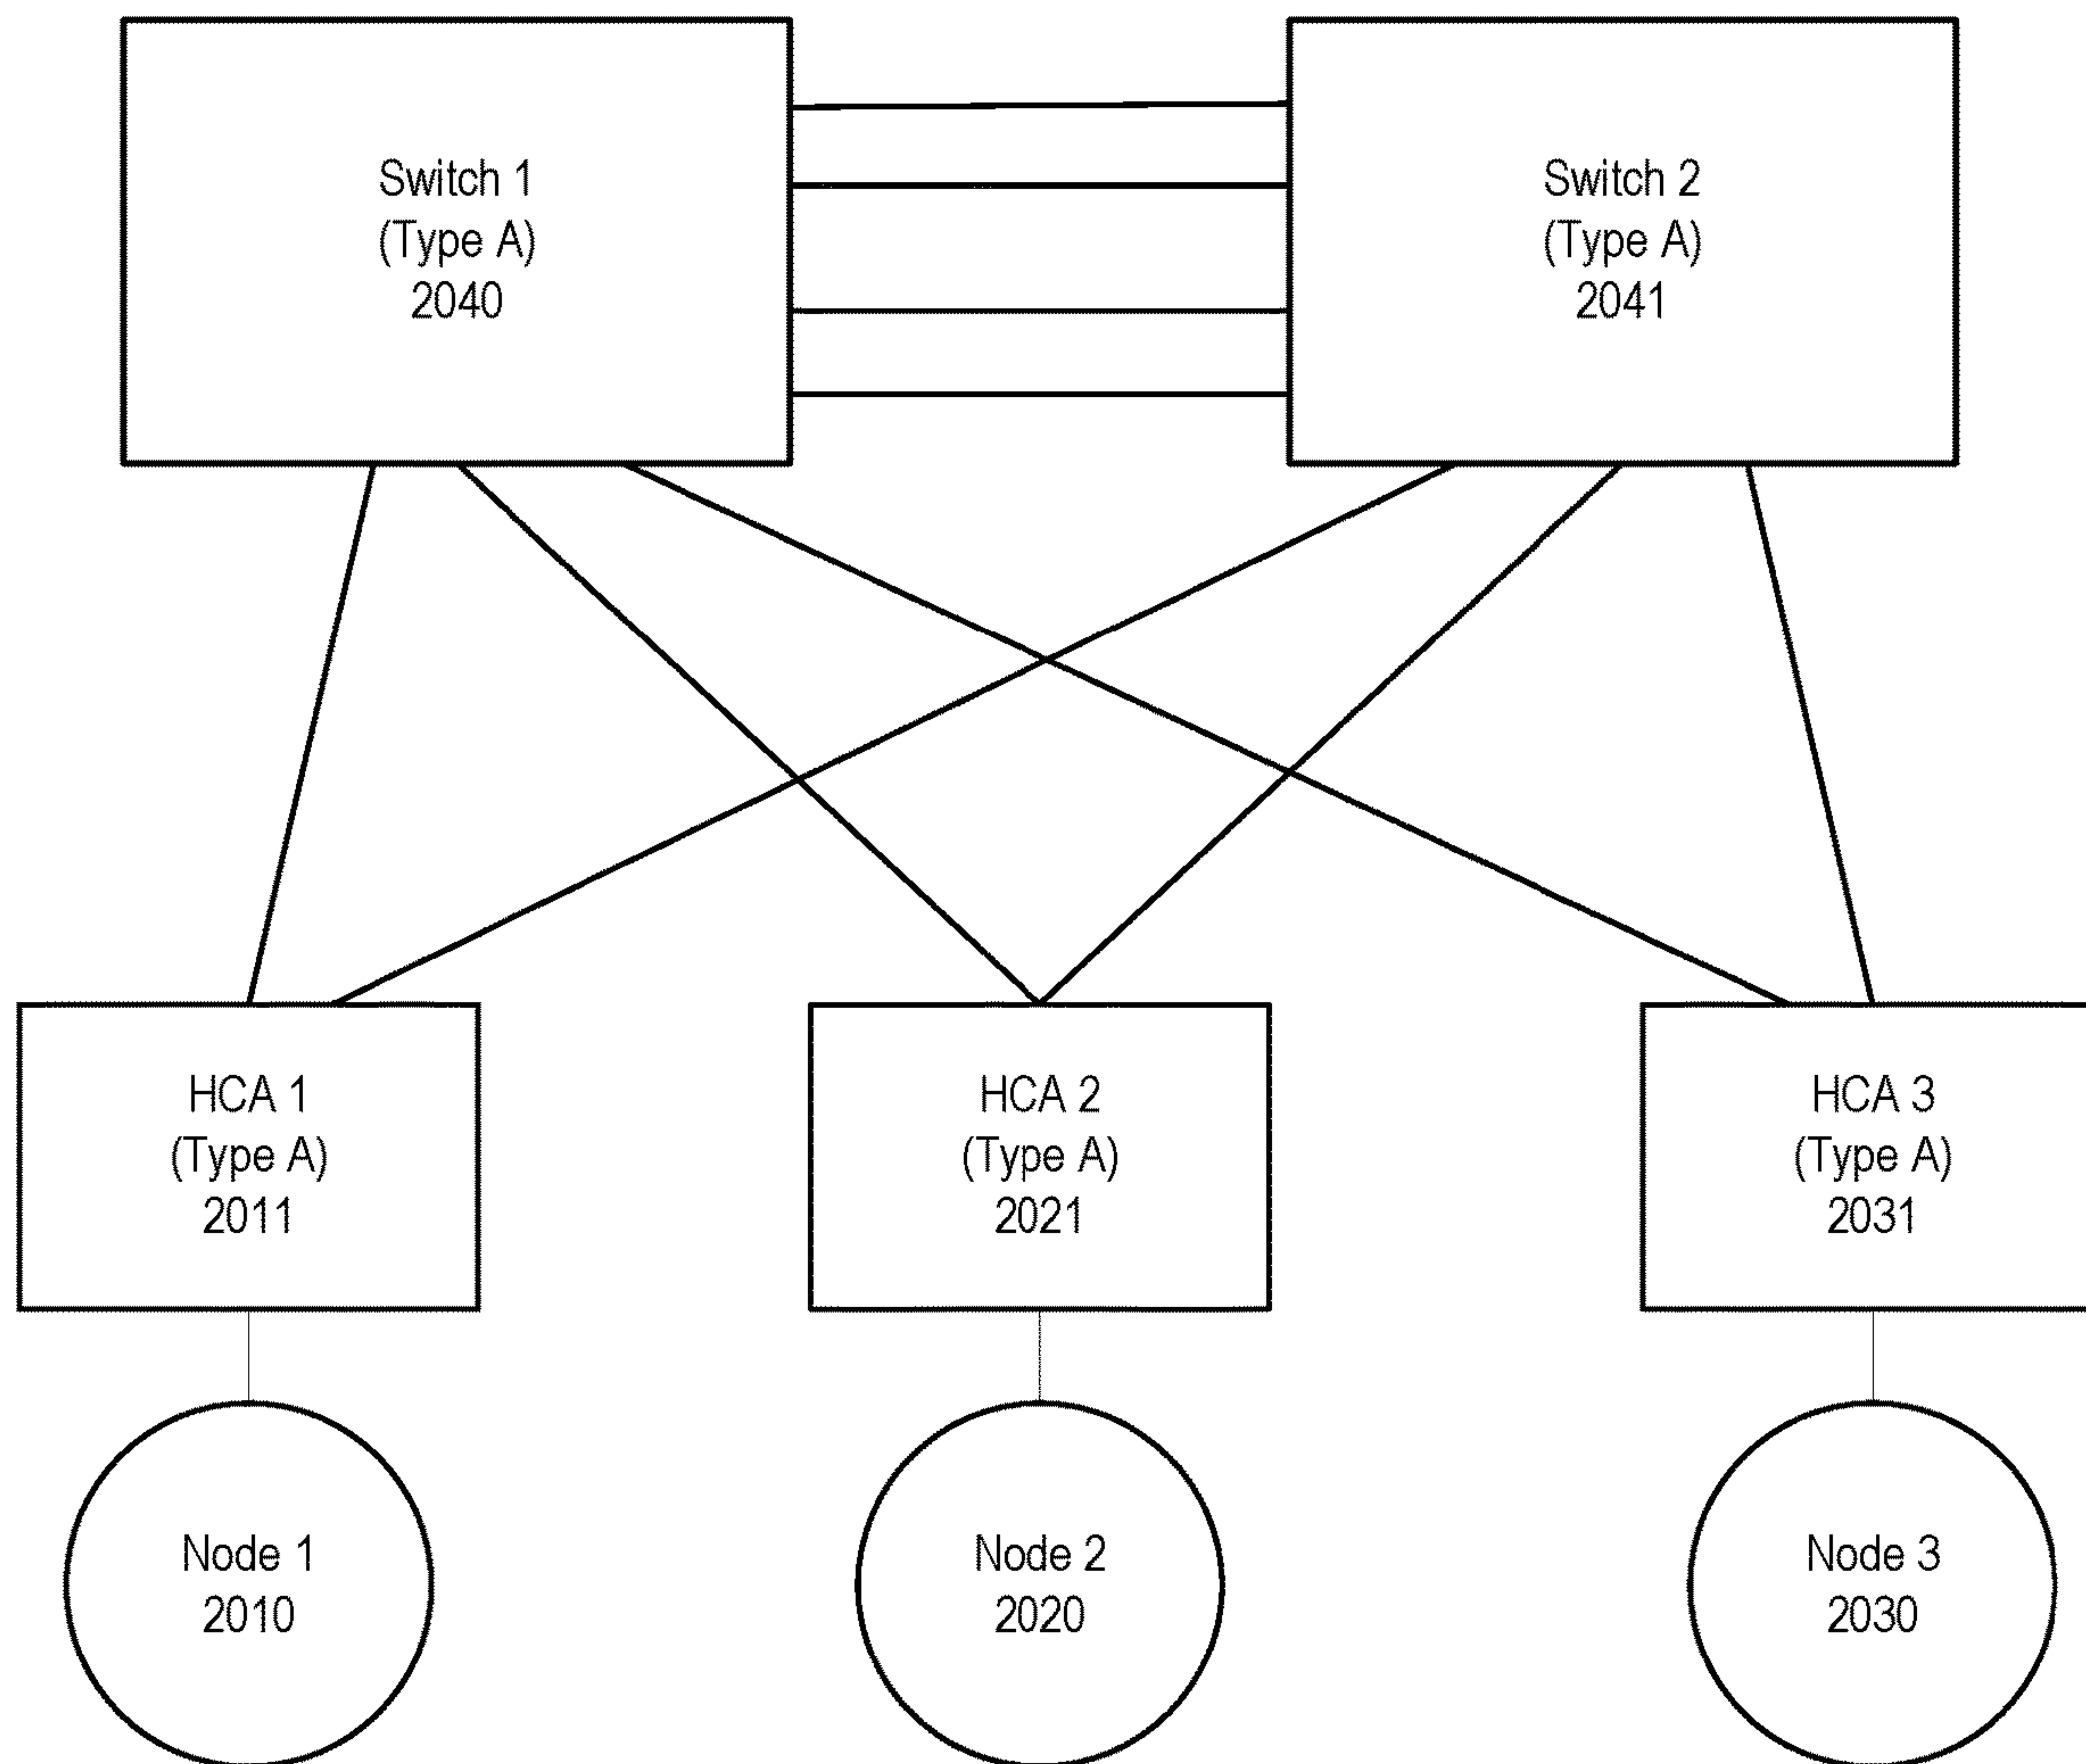 Switch 1
(Type A)
2040
Switch 2
(Type A)
2041
HCA 1
(Type A)
2011
HCA 2
(Type A)
2021
HCA 3
(Type A)
2031
Node 1
2010
Node 2
2020
Node 3
2030